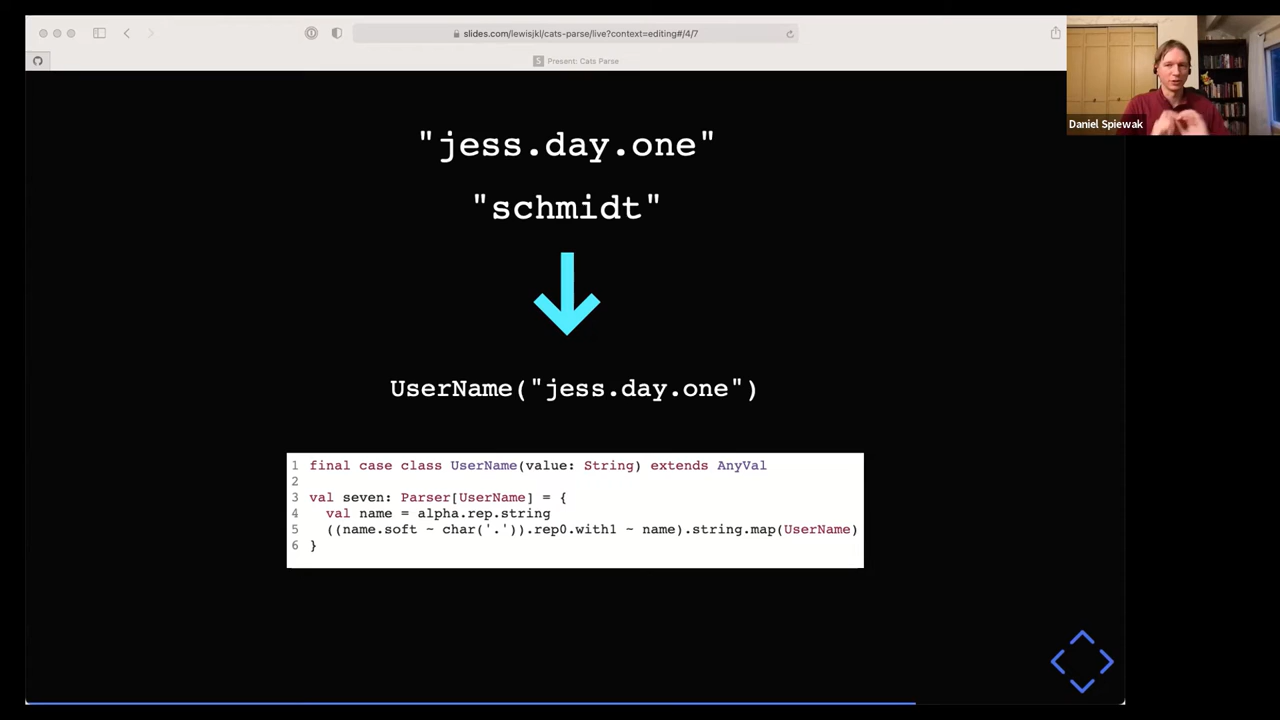 slides.com/lewisjkl/cats-parse/live?context=editing#/4/7
S Present: Cats Parse
Daniel Spiewak
"jess.day.one"
"schmidt"
UserName("jess.day.one")
1 final case class UserName(value: String) extends AnyVal
2
3 val seven: Parser[UserName] = {
4 val name = alpha.rep.string
5 ((name.soft ~ char('.')).rep0.with1 ~ name).string.map(UserName)
6 }